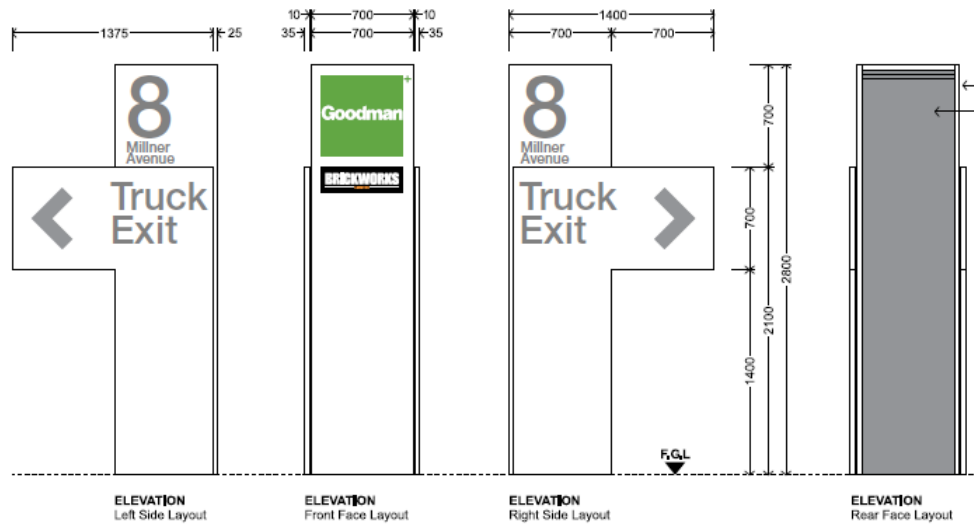 10 700 10 1400
1375 25 35 700 35 700 700
8
Millner
Avenue
Truck
Exit
Goodman+
BRICKWORKS
8
Millner
Avenue
Truck
Exit
700
700
1400
2100
2800
F.G.L
ELEVATION
Left Side Layout
ELEVATION
Front Face Layout
ELEVATION
Right Side Layout
ELEVATION
Rear Face Layout